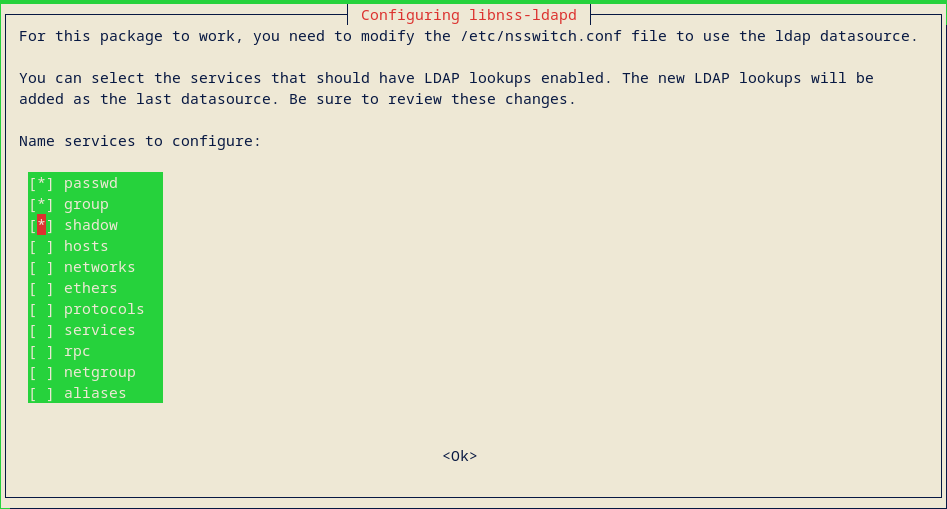 Configuring libnss-ldapd
For this package to work, you need to modify the /etc/nsswitch.conf file to use the ldap datasource.
You can select the services that should have LDAP lookups enabled. The new LDAP lookups will be
added as the last datasource. Be sure to review these changes.
Name services to configure:
[*] passwd
[*] group
[*] shadow
[ ] hosts
[ ] networks
[ ] ethers
[ ] protocols
[ ] services
[ ] rpc
[ ] netgroup
[ ] aliases
<Ok>